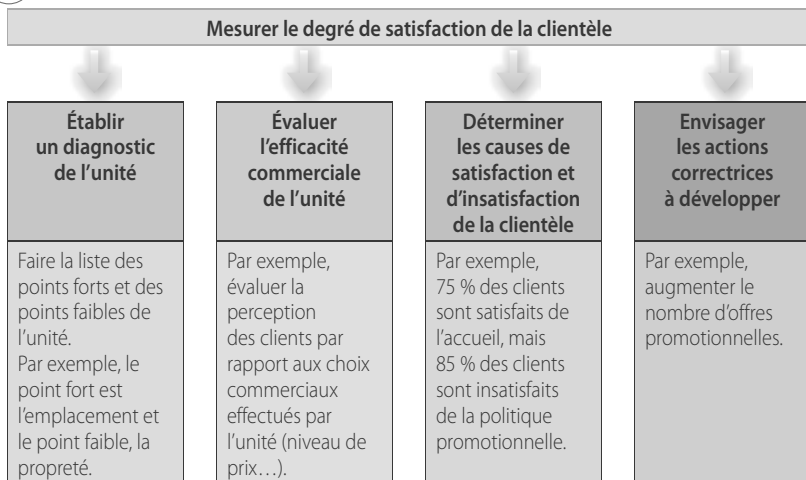 Mesurer le degré de satisfaction de la clientèle
Établir
un diagnostic
de l’unité
Faire la liste des
points forts et des
points faibles de
l’unité.
Par exemple, le
point fort est
l’emplacement et
le point faible, la
propreté.
Évaluer
l’efficacité
commerciale
de l’unité
Par exemple,
évaluer la
perception
des clients par
rapport aux choix
commerciaux
effectués par
l’unité (niveau de
prix…).
Déterminer
les causes de
satisfaction et
d’insatisfaction
de la clientèle
Par exemple,
75 % des clients
sont satisfaits de
l’accueil, mais
85 % des clients
sont insatisfaits
de la politique
promotionnelle.
Envisager
les actions
correctrices
à développer
Par exemple,
augmenter le
nombre d’offres
promotionnelles.